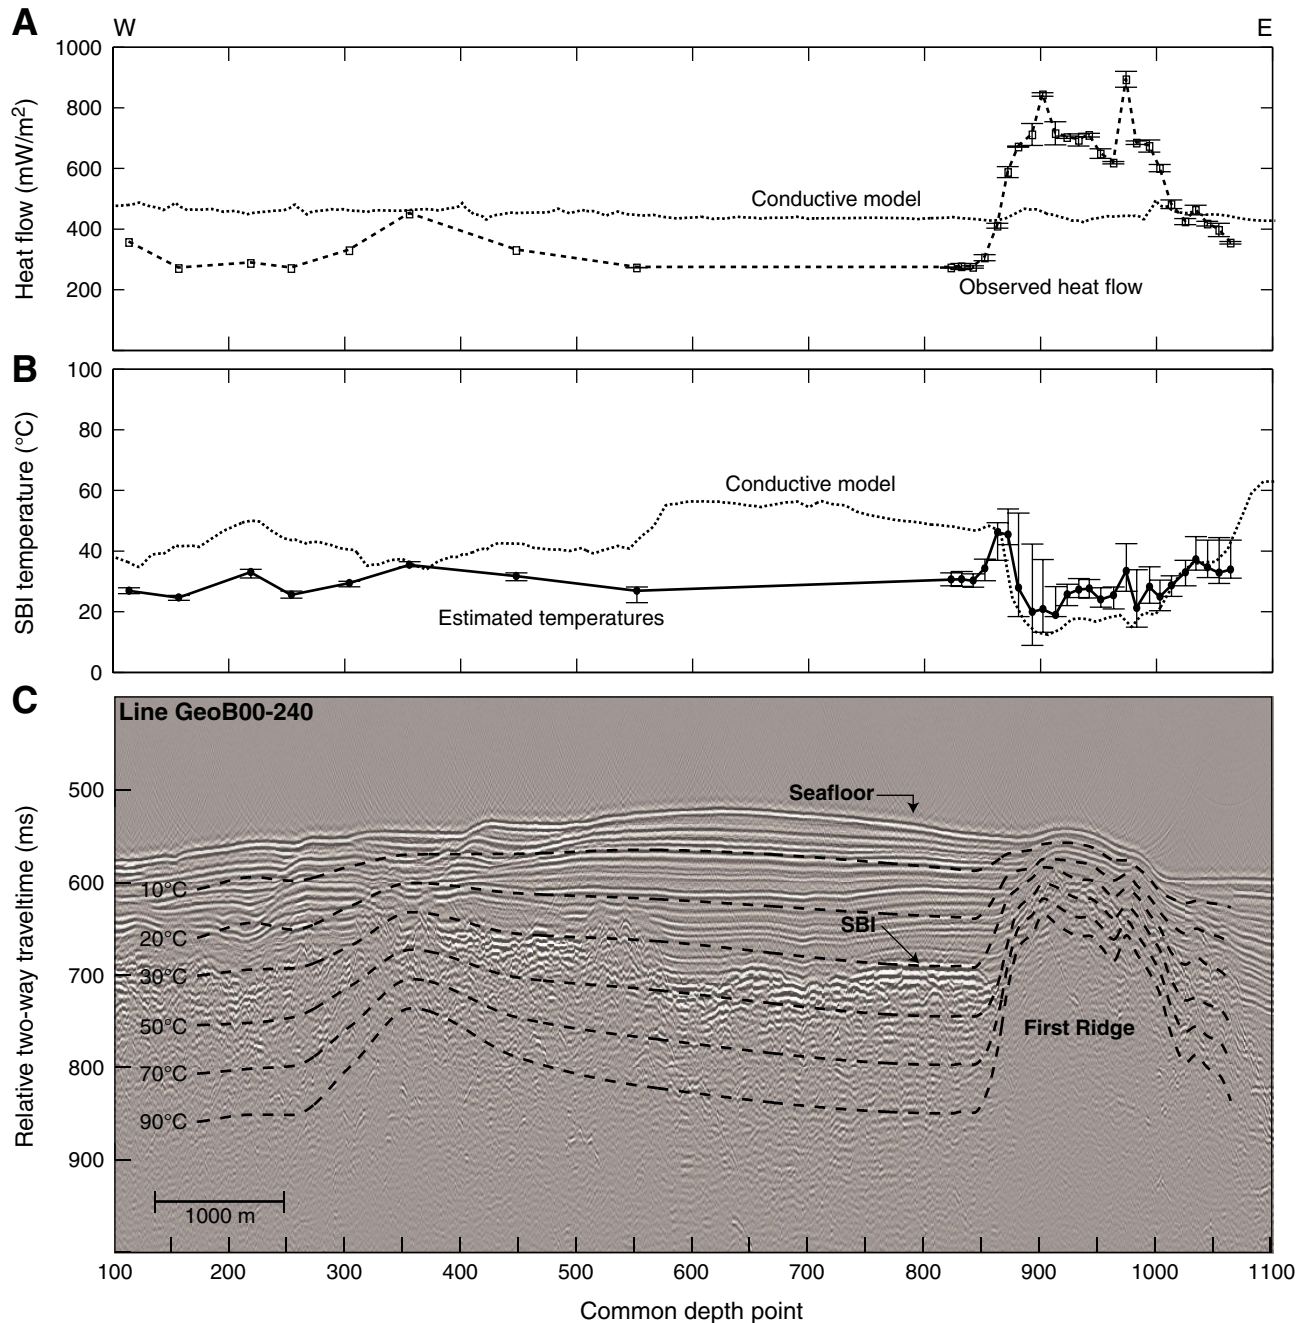 A
W
E
1000
800
600
400
200
Heat flow (mW/m²)
Conductive model
Observed heat flow
B
100
80
60
40
20
0
SBI temperature (°C)
Conductive model
Estimated temperatures
C
Line GeoB00-240
500
600
700
800
900
Relative two-way traveltime (ms)
Seafloor
SBI
First Ridge
10°C
20°C
30°C
50°C
70°C
90°C
1000 m
100 200 300 400 500 600 700 800 900 1000 1100
Common depth point